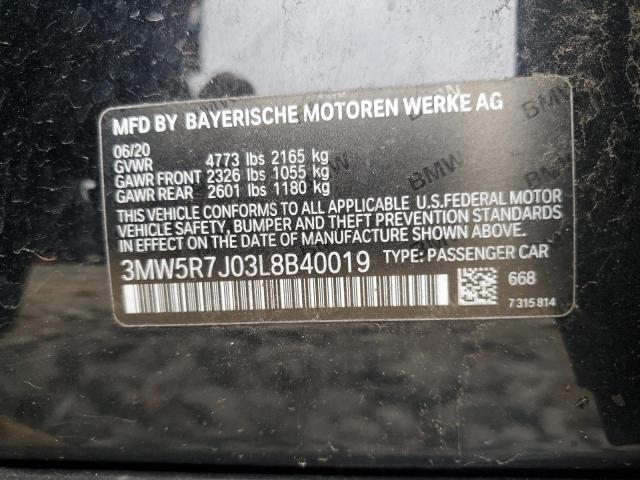 MFD BY BAYERISCHE MOTOREN WERKE AG
06/20
GVWR 4773 lbs 2165 kg
GAWR FRONT 2326 lbs 1055 kg
GAWR REAR 2601 lbs 1180 kg
THIS VEHICLE CONFORMS TO ALL APPLICABLE U.S.FEDERAL MOTOR
VEHICLE SAFETY, BUMPER AND THEFT PREVENTION STANDARDS
IN EFFECT ON THE DATE OF MANUFACTURE SHOWN ABOVE.
3MW5R7J03L8B40019 TYPE: PASSENGER CAR
668
7 315 814
BMW
BMW
BMW